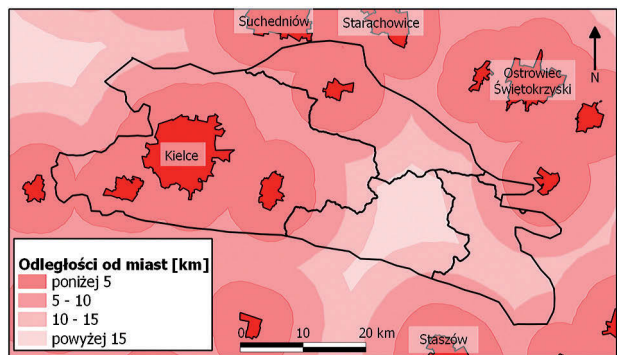 Suchedniów
Starachowice
Ostrowiec
Świętokrzyski
N
Kielce
Odległości od miast [km]
poniżej 5
5 - 10
10 - 15
powyżej 15
0 10 20 km
Staszów